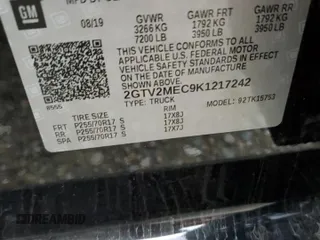 GM
08/19
GVWR
3266 KG
7200 LB
GAWR FRT
1792 KG
3950 LB
GAWR RR
1792 KG
3950 LB
THIS VEHICLE CONFORMS TO ALL APPLICABLE
FEDERAL MOTOR VEHICLE SAFETY
STANDARDS IN EFFECT ON THE DATE OF
MANUFACTURE SHOWN ABOVE.
2GTV2MEC9K1217242
TYPE: TRUCK
MODEL:
TIRE SIZE
RIM
FRT P255/70R17 S 17X8J
RR P255/70R17 S 17X8J
SPA P255/70R17 S 17X7J
DREAMBID